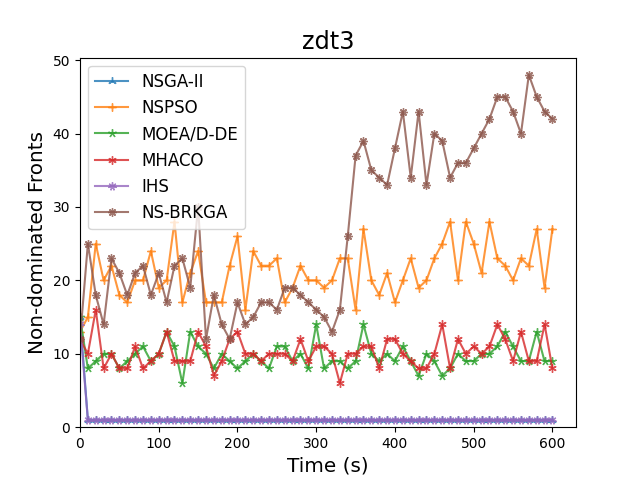 zdt3
Non-dominated Fronts
50
40
30
20
10
0
NSGA-II
NSPSO
MOEA/D-DE
MHACO
IHS
NS-BRKGA
0 100 200 300 400 500 600
Time (s)